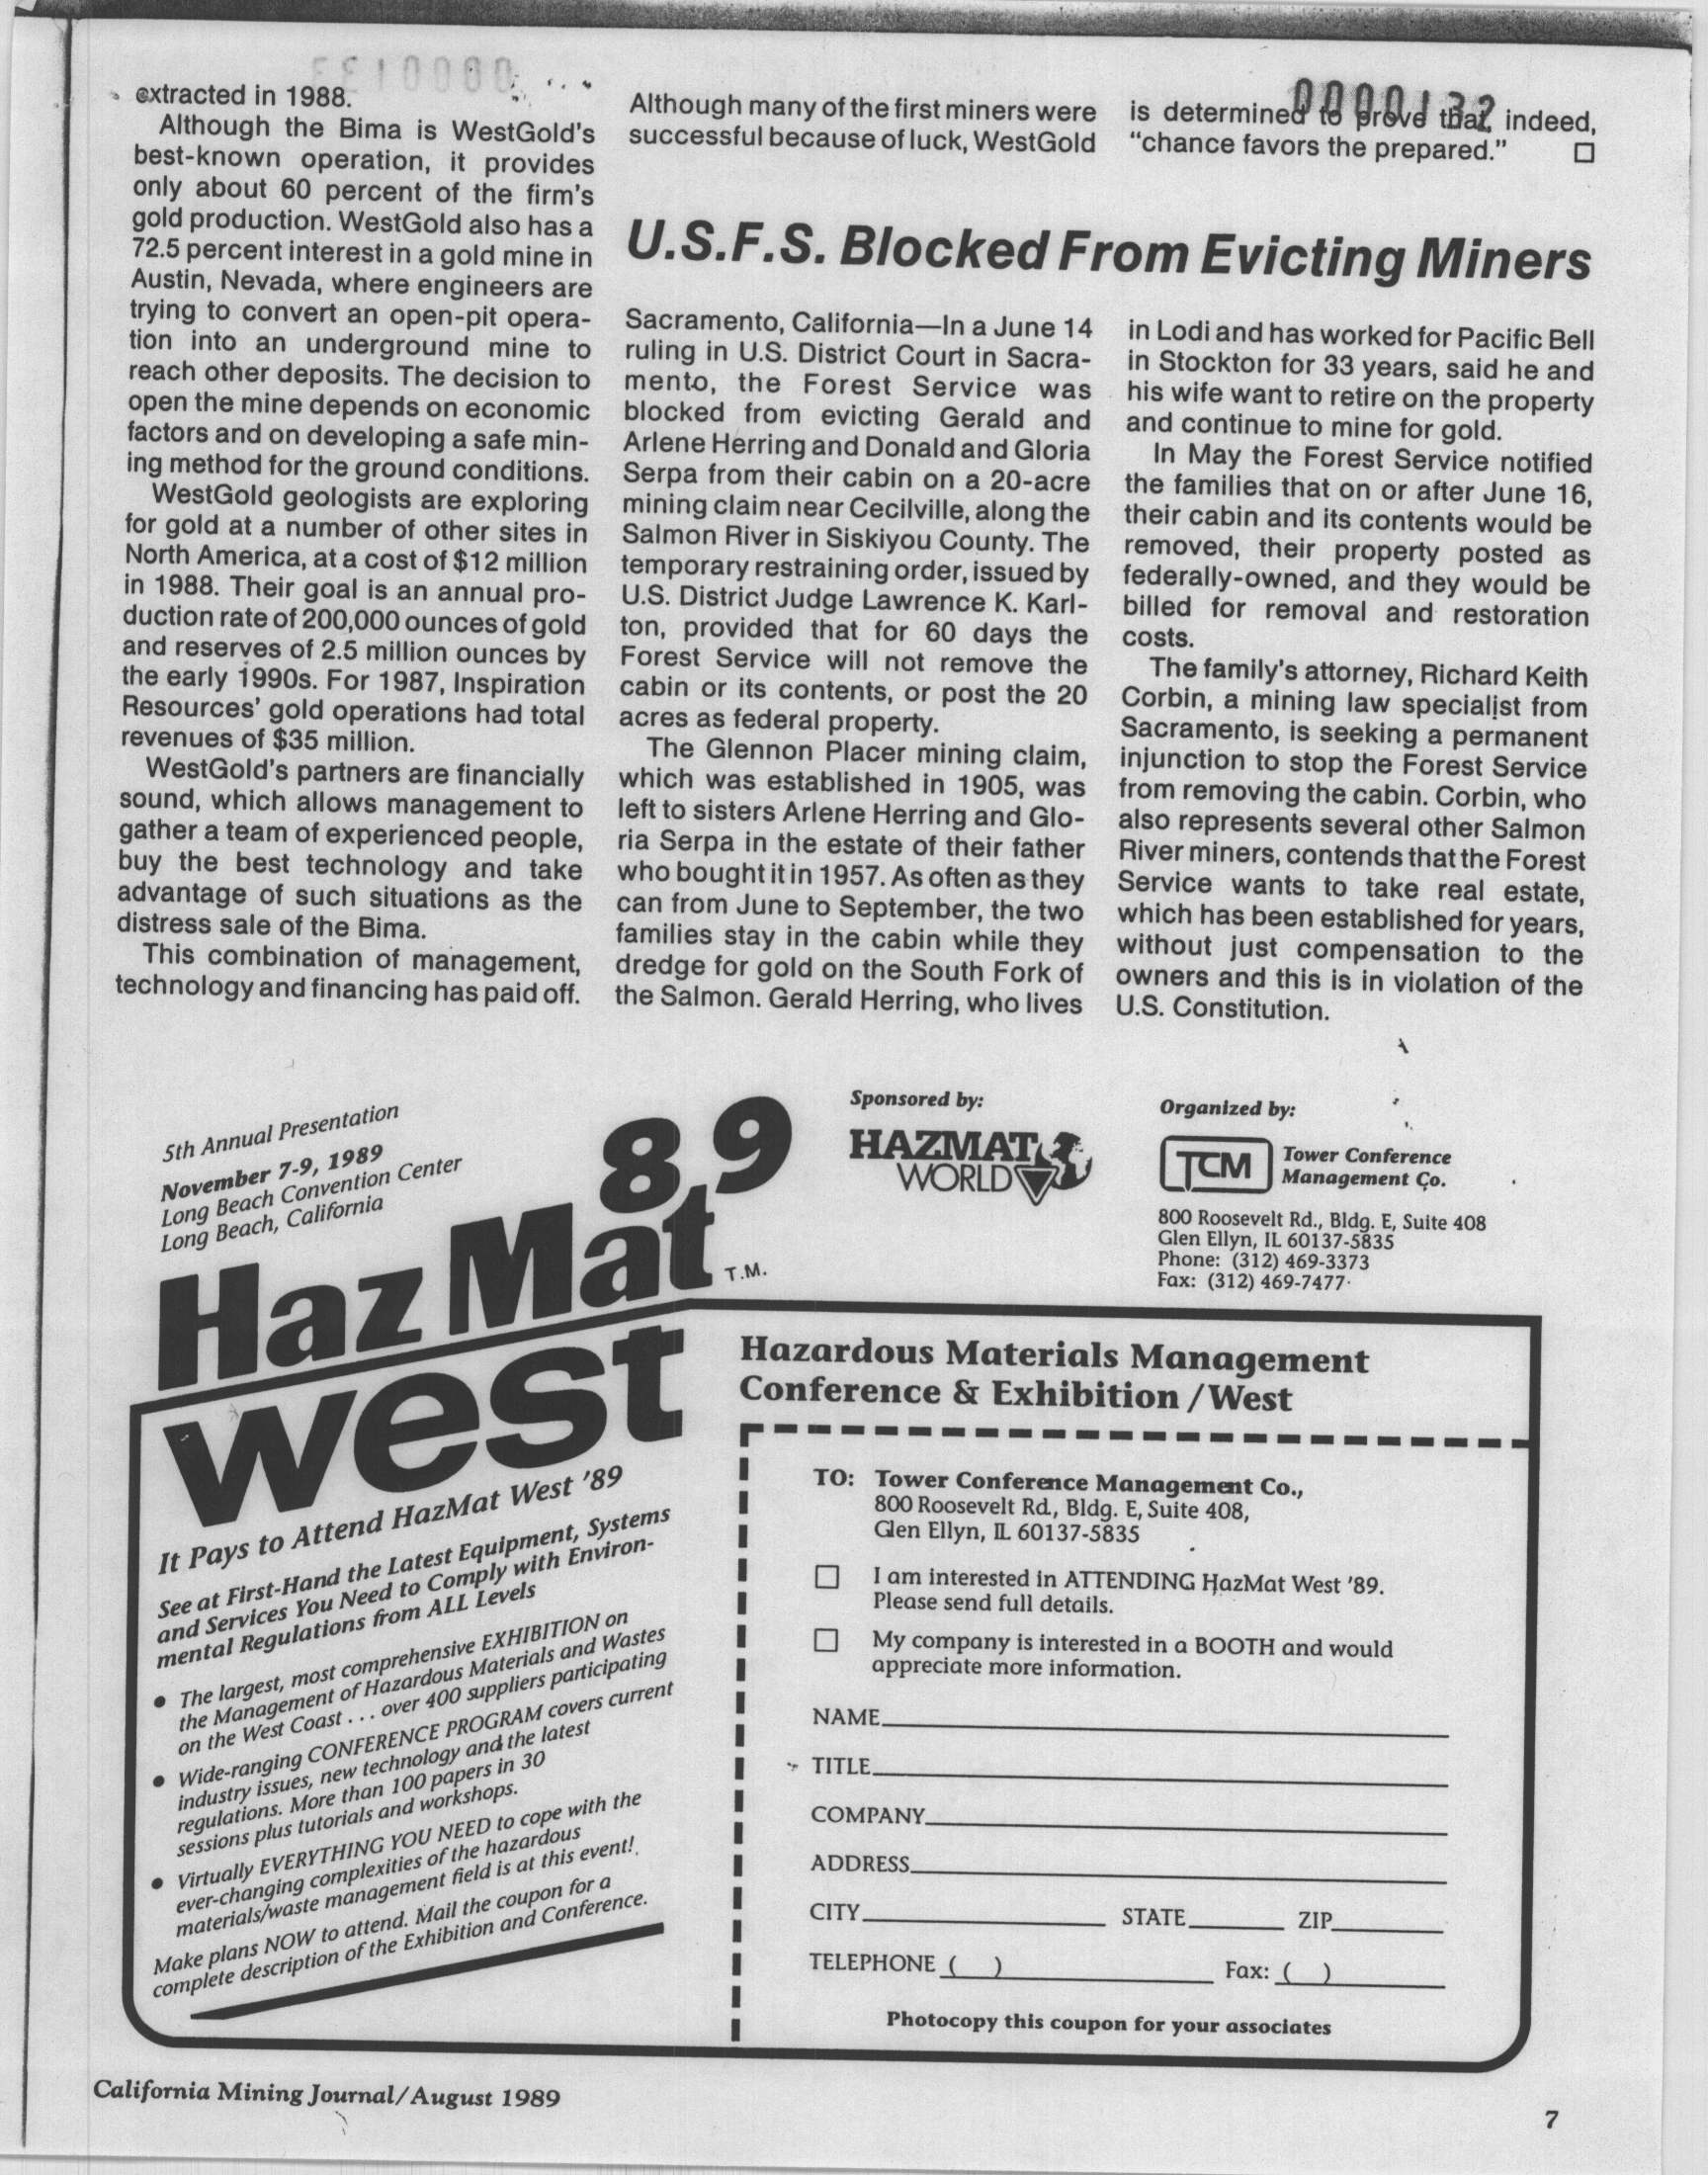 extracted in 1988.
Although the Bima is WestGold's
best-known operation, it provides
only about 60 percent of the firm's
gold production. WestGold also has a
72.5 percent interest in a gold mine in
Austin, Nevada, where engineers are
trying to convert an open-pit opera-
tion into an underground mine to
reach other deposits. The decision to
open the mine depends on economic
factors and on developing a safe min-
ing method for the ground conditions.
WestGold geologists are exploring
for gold at a number of other sites in
North America, at a cost of $12 million
in 1988. Their goal is an annual pro-
duction rate of 200,000 ounces of gold
and reserves of 2.5 million ounces by
the early 1990s. For 1987, Inspiration
Resources' gold operations had total
revenues of $35 million.
WestGold's partners are financially
sound, which allows management to
gather a team of experienced people,
buy the best technology and take
advantage of such situations as the
distress sale of the Bima.
This combination of management,
technology and financing has paid off.
Although many of the first miners were
successful because of luck, WestGold
0000132
is determined to prove that, indeed,
“chance favors the prepared.” □
U.S.F.S. Blocked From Evicting Miners
Sacramento, California—In a June 14
ruling in U.S. District Court in Sacra-
mento, the Forest Service was
blocked from evicting Gerald and
Arlene Herring and Donald and Gloria
Serpa from their cabin on a 20-acre
mining claim near Cecilville, along the
Salmon River in Siskiyou County. The
temporary restraining order, issued by
U.S. District Judge Lawrence K. Karl-
ton, provided that for 60 days the
Forest Service will not remove the
cabin or its contents, or post the 20
acres as federal property.
The Glennon Placer mining claim,
which was established in 1905, was
left to sisters Arlene Herring and Glo-
ria Serpa in the estate of their father
who bought it in 1957. As often as they
can from June to September, the two
families stay in the cabin while they
dredge for gold on the South Fork of
the Salmon. Gerald Herring, who lives
in Lodi and has worked for Pacific Bell
in Stockton for 33 years, said he and
his wife want to retire on the property
and continue to mine for gold.
In May the Forest Service notified
the families that on or after June 16,
their cabin and its contents would be
removed, their property posted as
federally-owned, and they would be
billed for removal and restoration
costs.
The family's attorney, Richard Keith
Corbin, a mining law specialist from
Sacramento, is seeking a permanent
injunction to stop the Forest Service
from removing the cabin. Corbin, who
also represents several other Salmon
River miners, contends that the Forest
Service wants to take real estate,
which has been established for years,
without just compensation to the
owners and this is in violation of the
U.S. Constitution.
5th Annual Presentation
November 7-9, 1989
Long Beach Convention Center
Long Beach, California
HazMat 89 T.M.
west
It Pays to Attend HazMat West '89
See at First-Hand the Latest Equipment, Systems
and Services You Need to Comply with Environ-
mental Regulations from ALL Levels
• The largest, most comprehensive EXHIBITION on
the Management of Hazardous Materials and Wastes
on the West Coast . . . over 400 suppliers participating
• Wide-ranging CONFERENCE PROGRAM covers current
industry issues, new technology and the latest
regulations. More than 100 papers in 30
sessions plus tutorials and workshops.
• Virtually EVERYTHING YOU NEED to cope with the
ever-changing complexities of the hazardous
materials/waste management field is at this event!
Make plans NOW to attend. Mail the coupon for a
complete description of the Exhibition and Conference.
Sponsored by:
HAZMAT
WORLD
Organized by:
TCM
Tower Conference
Management Co.
800 Roosevelt Rd., Bldg. E, Suite 408
Glen Ellyn, IL 60137-5835
Phone: (312) 469-3373
Fax: (312) 469-7477
Hazardous Materials Management
Conference & Exhibition /West
TO: Tower Conference Management Co.,
800 Roosevelt Rd., Bldg. E, Suite 408,
Glen Ellyn, IL 60137-5835
□ I am interested in ATTENDING HazMat West '89.
Please send full details.
□ My company is interested in a BOOTH and would
appreciate more information.
NAME
TITLE
COMPANY
ADDRESS
CITY STATE ZIP
TELEPHONE ( ) Fax: ( )
Photocopy this coupon for your associates
California Mining Journal/August 1989
7